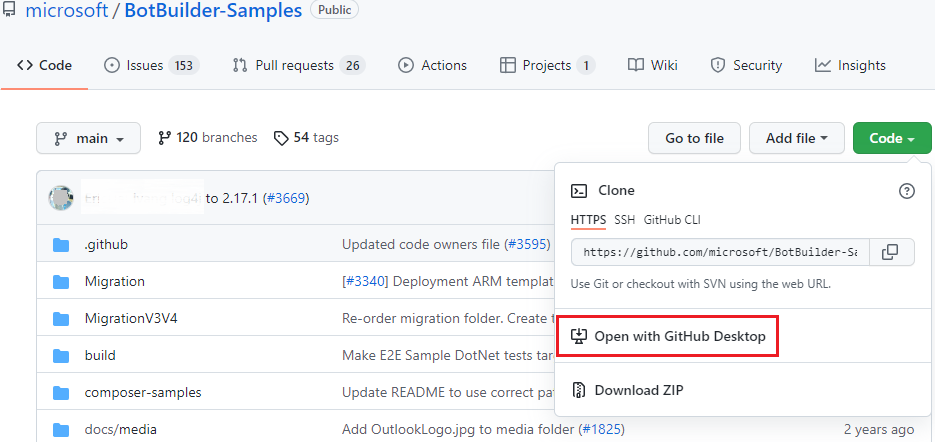 microsoft / BotBuilder-Samples Public
Code Issues 153 Pull requests 26 Actions Projects 1 Wiki Security Insights
main 120 branches 54 tags Go to file Add file Code
to 2.17.1 (#3669)
Clone
HTTPS SSH GitHub CLI
https://github.com/microsoft/BotBuilder-Sa
Use Git or checkout with SVN using the web URL.
Open with GitHub Desktop
Download ZIP
.github Updated code owners file (#3595)
Migration [#3340] Deployment ARM template
MigrationV3V4 Re-order migration folder. Create
build Make E2E Sample DotNet tests
composer-samples Update README to use correct
docs/media Add OutlookLogo.jpg to media folder (#1825) 2 years ago